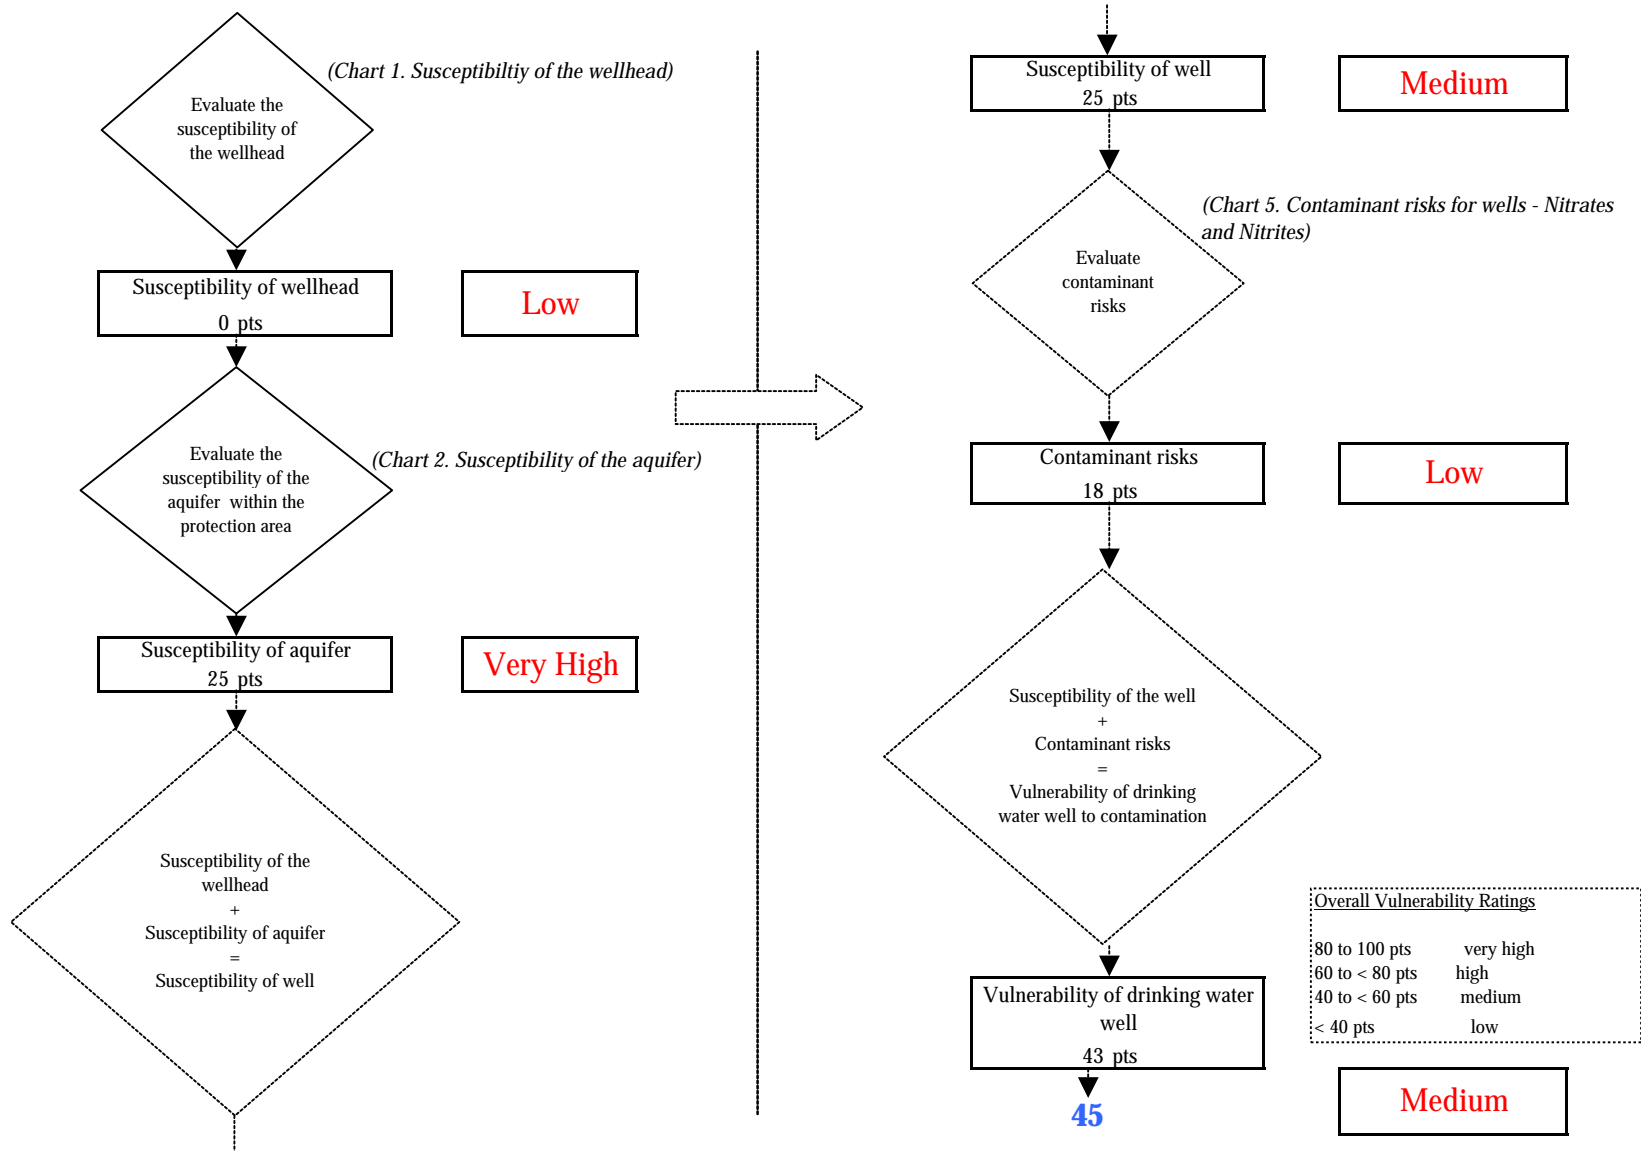 (Chart 1. Susceptibiltiy of the wellhead)
Evaluate the
susceptibility of
the wellhead
Susceptibility of wellhead
0 pts
Low
Evaluate the
susceptibility of the
aquifer within the
protection area
(Chart 2. Susceptibility of the aquifer)
Susceptibility of aquifer
25 pts
Very High
Susceptibility of the
wellhead
+
Susceptibility of aquifer
=
Susceptibility of well
Susceptibility of well
25 pts
Medium
(Chart 5. Contaminant risks for wells - Nitrates
and Nitrites)
Evaluate
contaminant
risks
Contaminant risks
18 pts
Low
Susceptibility of the well
+
Contaminant risks
=
Vulnerability of drinking
water well to contamination
Overall Vulnerability Ratings
80 to 100 pts very high
60 to < 80 pts high
40 to < 60 pts medium
< 40 pts low
Vulnerability of drinking water
well
43 pts
45
Medium